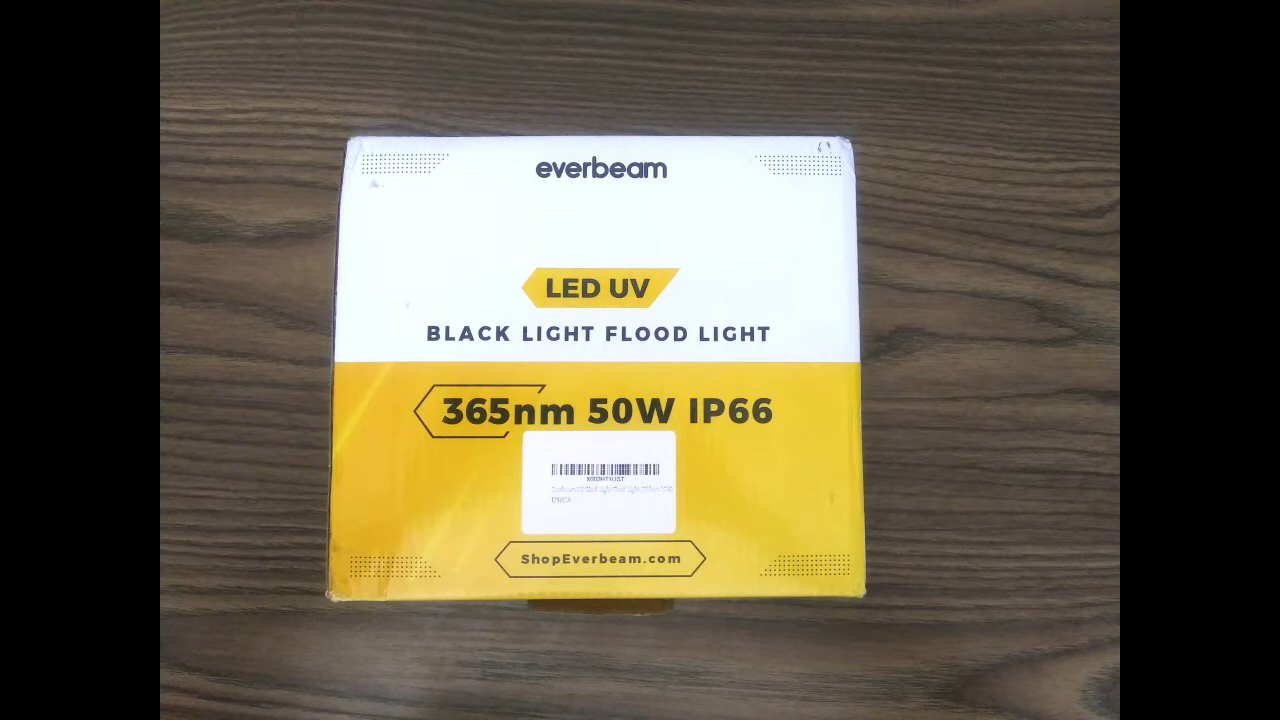 everbeam
LED UV
BLACK LIGHT FLOOD LIGHT
365nm 50W IP66
ShopEverbeam.com